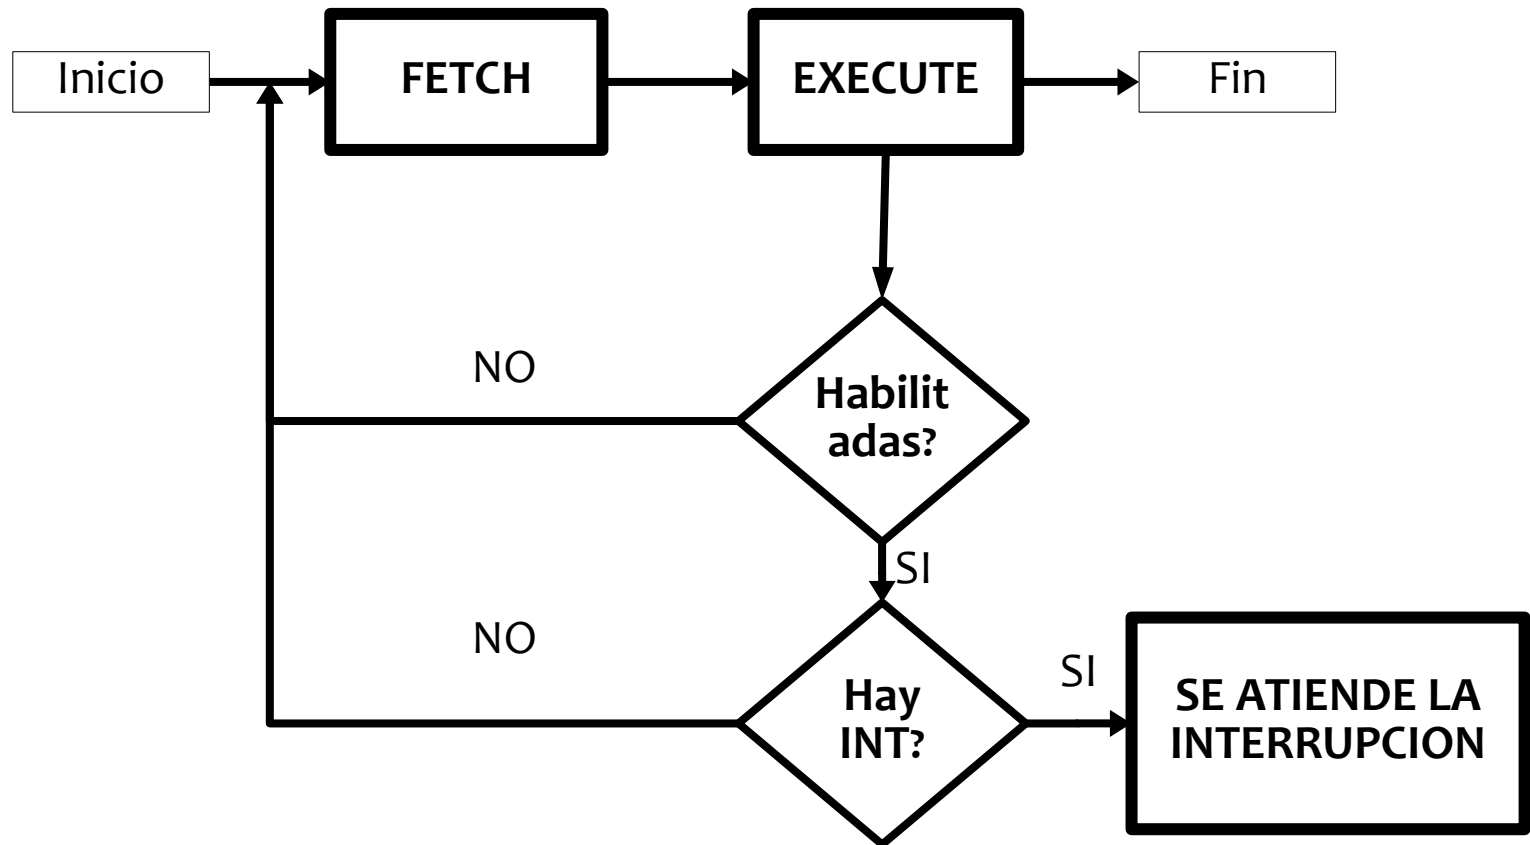 Inicio
FETCH
EXECUTE
Fin
NO
Habilit
adas?
SI
NO
Hay
INT?
SI
SE ATIENDE LA
INTERRUPCION